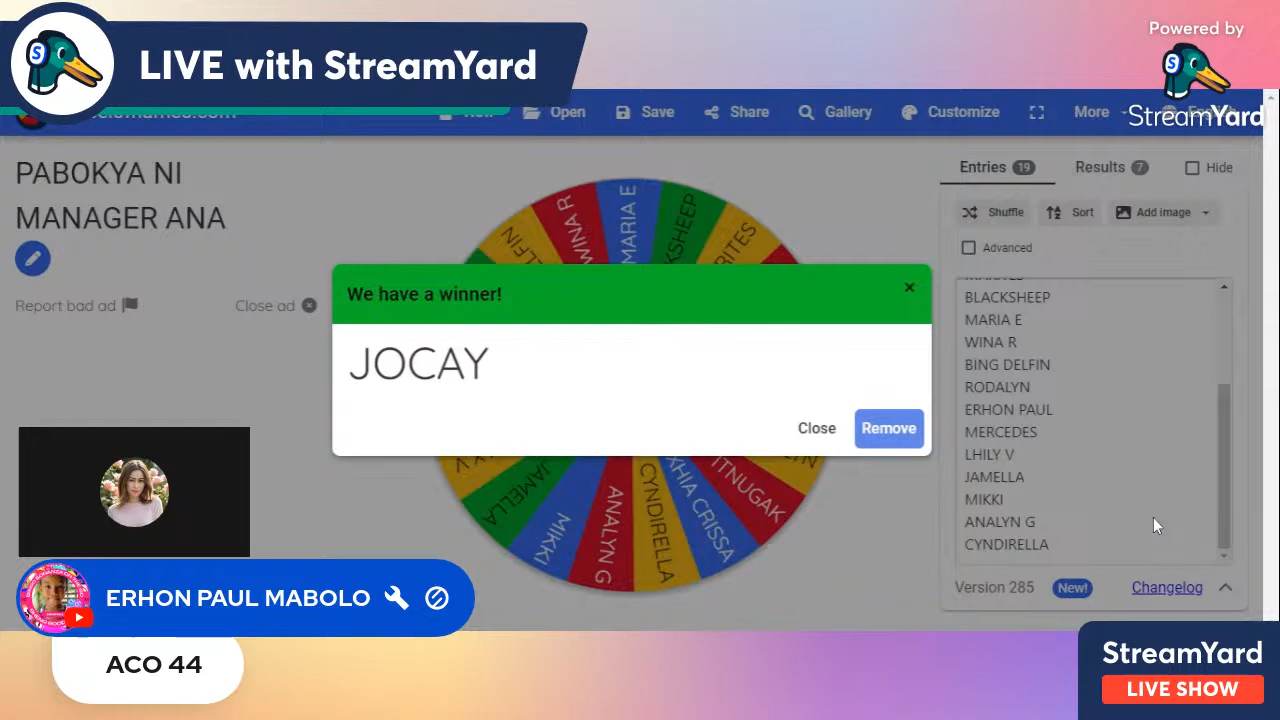 LIVE with StreamYard
Powered by
StreamYard
Open
Save
Share
Gallery
Customize
More
PABOKYA NI
MANAGER ANA
Report bad ad
Close ad
Entries 19
Results 7
Hide
Shuffle
Sort
Add image
Advanced
BLACKSHEEP
MARIA E
WINA R
BING DELFIN
RODALYN
ERHON PAUL
MERCEDES
LHILY V
JAMELLA
MIKKI
ANALYN G
CYNDIRELLA
Version 285
New!
Changelog
WINA R
MARIA E
We have a winner!
JOCAY
Close
Remove
JAMELLA
MIKKI
ANALYN G
CYNDIRELLA
ERHON PAUL MABOLO
ACO 44
StreamYard
LIVE SHOW